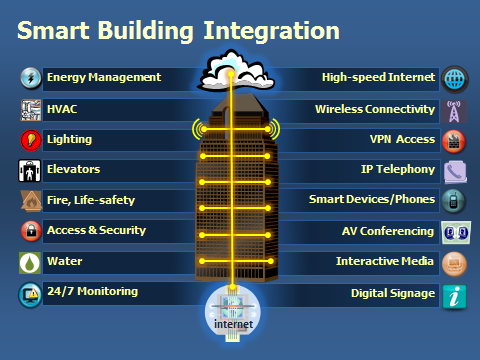 Smart Building Integration
Energy Management
HVAC
Lighting
Elevators
Fire, Life-safety
Access & Security
Water
24/7 Monitoring
High-speed Internet
Wireless Connectivity
VPN Access
IP Telephony
Smart Devices/Phones
AV Conferencing
Interactive Media
Digital Signage
internet